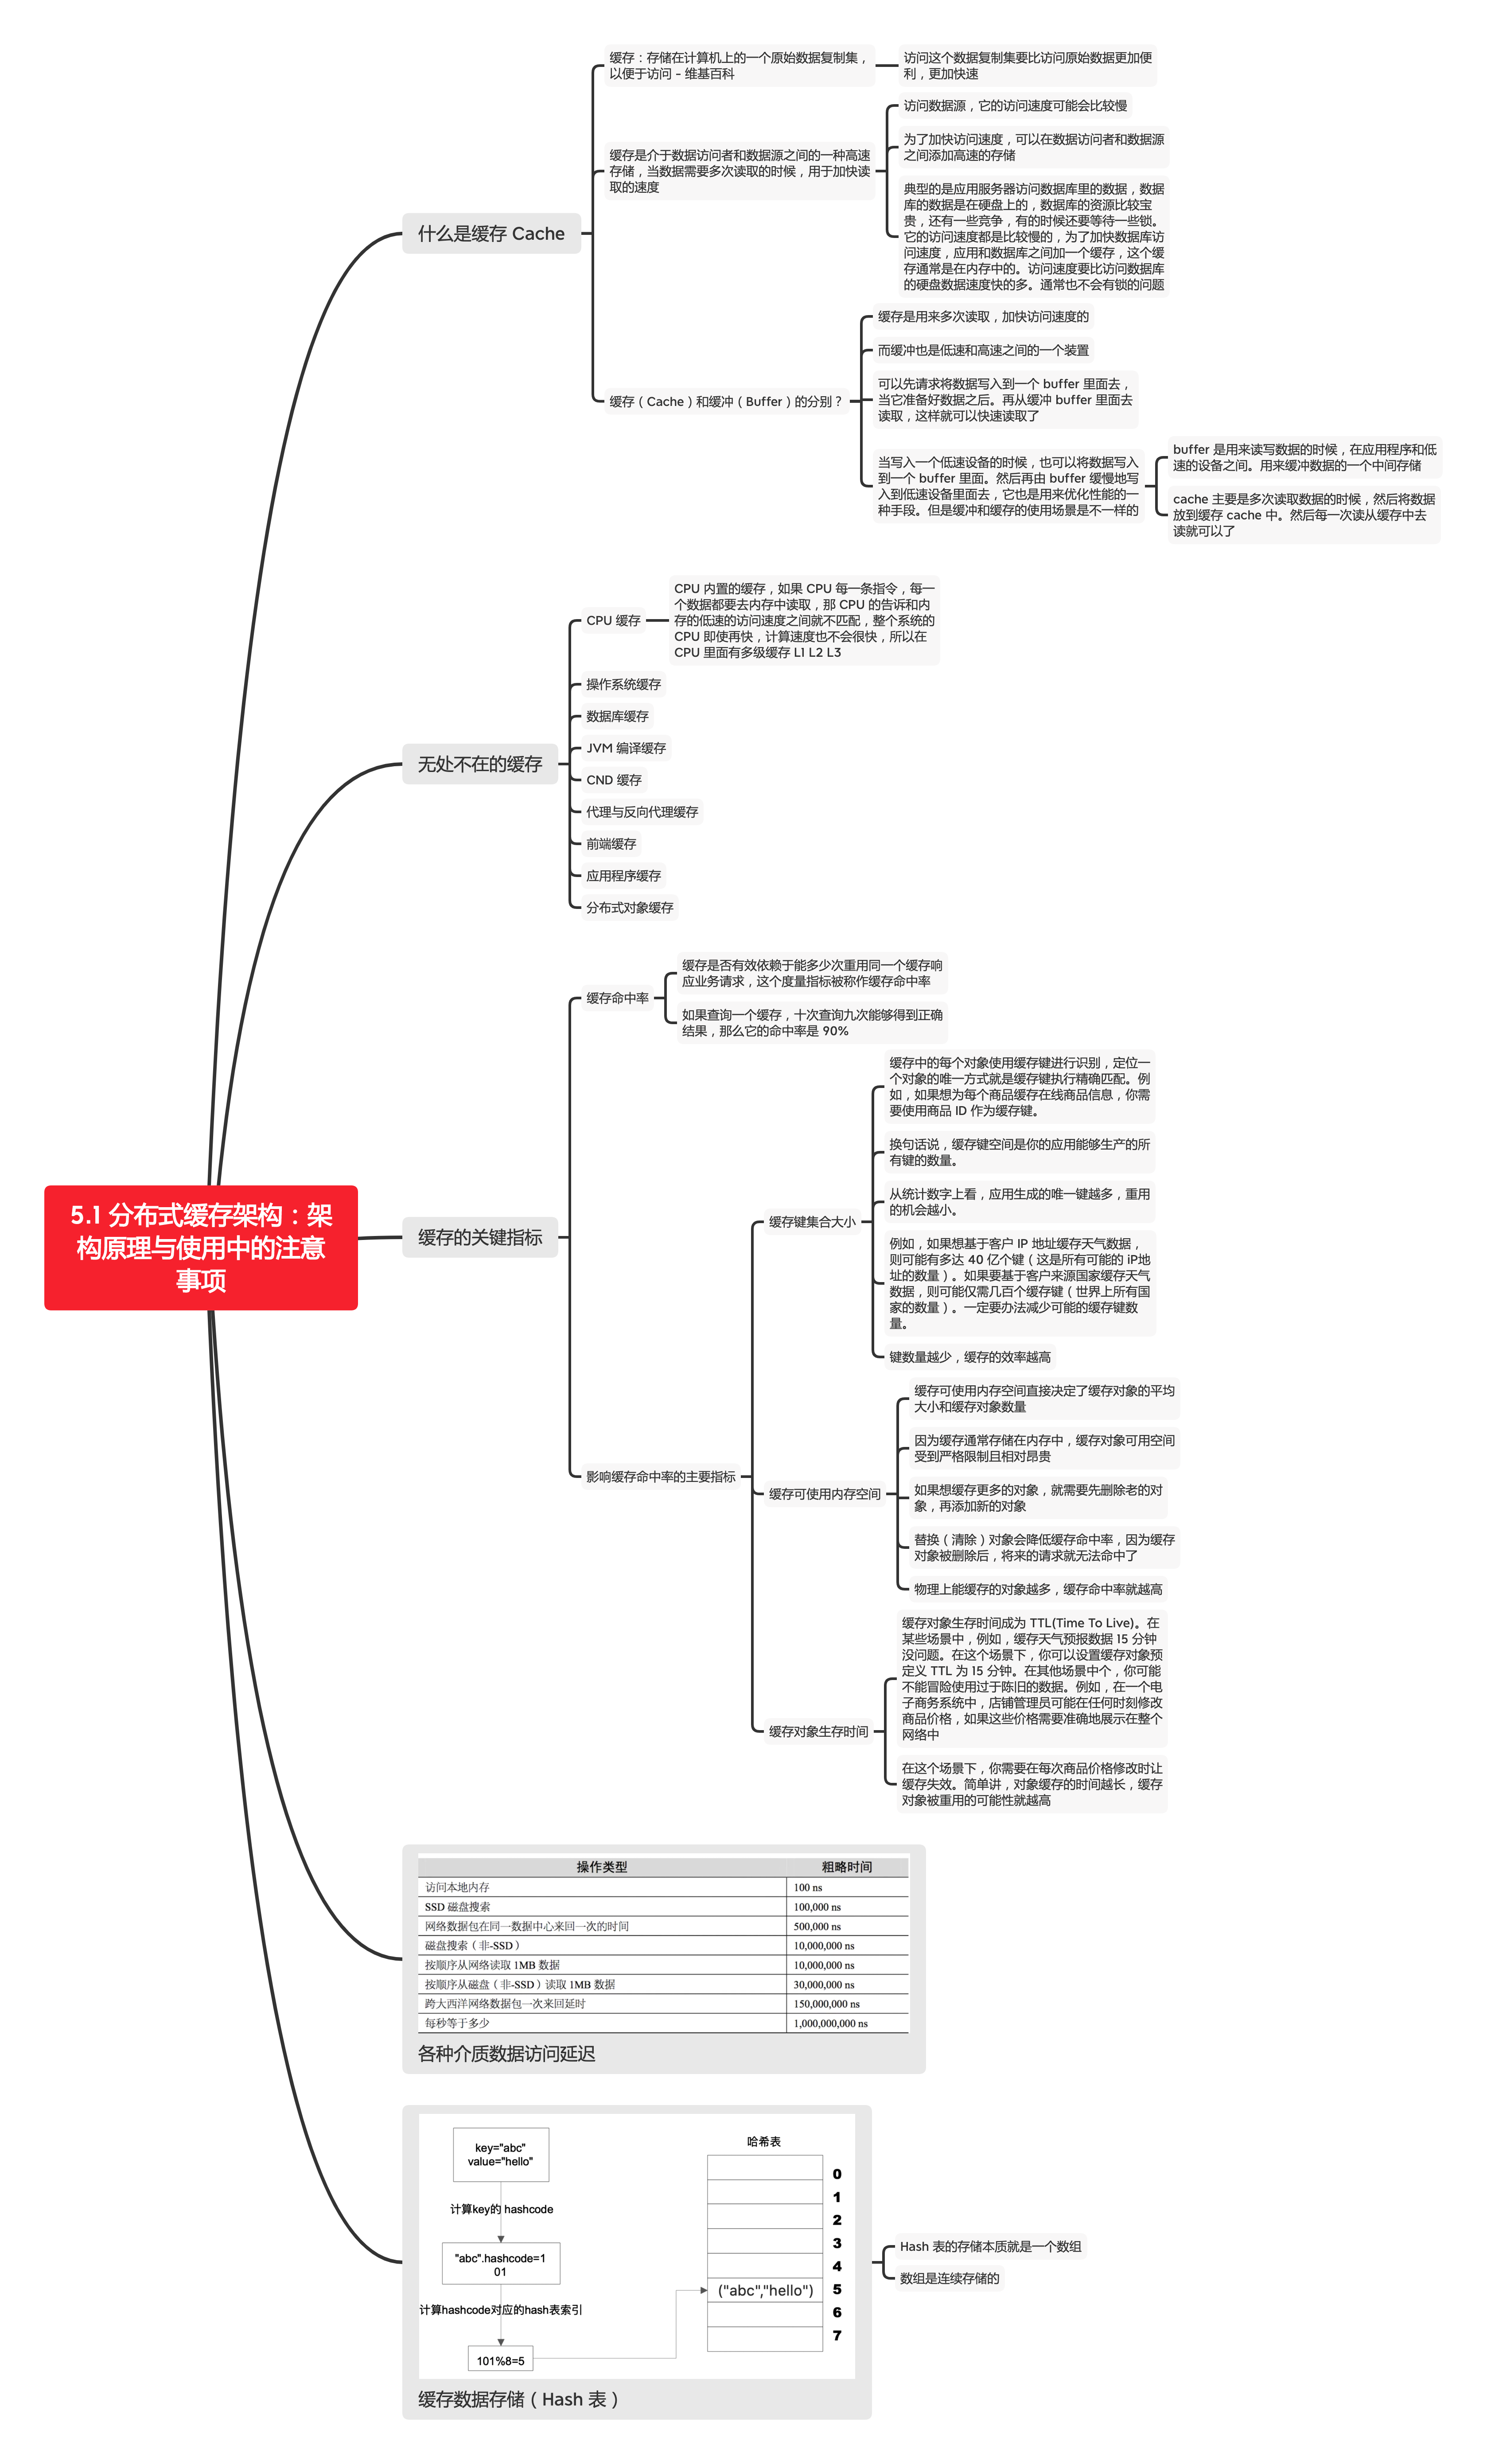 5.1 分布式缓存架构：架
构原理与使用中的注意
事项
什么是缓存 Cache
缓存：存储在计算机上的一个原始数据复制集，
以便于访问 - 维基百科
访问这个数据复制集要比访问原始数据更加便
利，更加快速
缓存是介于数据访问者和数据源之间的一种高速
存储，当数据需要多次读取的时候，用于加快读
取的速度
访问数据源，它的访问速度可能会比较慢
为了加快访问速度，可以在数据访问者和数据源
之间添加高速的存储
典型的是应用服务器访问数据库里的数据，数据
库的数据是在硬盘上的，数据库的资源比较宝
贵，还有一些竞争，有的时候还要等待一些锁。
它的访问速度都是比较慢的，为了加快数据库访
问速度，应用和数据库之间加一个缓存，这个缓
存通常是在内存中的。访问速度要比访问数据库
的硬盘数据速度快的多。通常也不会有锁的问题
缓存（Cache）和缓冲（Buffer）的分别？
缓存是用来多次读取，加快访问速度的
而缓冲也是低速和高速之间的一个装置
可以先请求将数据写入到一个 buffer 里面去，
当它准备好数据之后。再从缓冲 buffer 里面去
读取，这样就可以快速读取了
当写入一个低速设备的时候，也可以将数据写入
到一个 buffer 里面。然后再由 buffer 缓慢地写
入到低速设备里面去，它也是用来优化性能的一
种手段。但是缓冲和缓存的使用场景是不一样的
buffer 是用来读写数据的时候，在应用程序和低
速的设备之间。用来缓冲数据的一个中间存储
cache 主要是多次读取数据的时候，然后将数据
放到缓存 cache 中。然后每一次读从缓存中去
读就可以了
无处不在的缓存
CPU 缓存
CPU 内置的缓存，如果 CPU 每一条指令，每一
个数据都要去内存中读取，那 CPU 的告诉和内
存的低速的访问速度之间就不匹配，整个系统的
CPU 即使再快，计算速度也不会很快，所以在
CPU 里面有多级缓存 L1 L2 L3
操作系统缓存
数据库缓存
JVM 编译缓存
CND 缓存
代理与反向代理缓存
前端缓存
应用程序缓存
分布式对象缓存
缓存的关键指标
缓存命中率
缓存是否有效依赖于能多少次重用同一个缓存响
应业务请求，这个度量指标被称作缓存命中率
如果查询一个缓存，十次查询九次能够得到正确
结果，那么它的命中率是 90%
影响缓存命中率的主要指标
缓存键集合大小
缓存中的每个对象使用缓存键进行识别，定位一
个对象的唯一方式就是缓存键执行精确匹配。例
如，如果想为每个商品缓存在线商品信息，你需
要使用商品 ID 作为缓存键。
换句话说，缓存键空间是你的应用能够生产的所
有键的数量。
从统计数字上看，应用生成的唯一键越多，重用
的机会越小。
例如，如果想基于客户 IP 地址缓存天气数据，
则可能有多达 40 亿个键（这是所有可能的 iP地
址的数量）。如果要基于客户来源国家缓存天气
数据，则可能仅需几百个缓存键（世界上所有国
家的数量）。一定要办法减少可能的缓存键数
量。
键数量越少，缓存的效率越高
缓存可使用内存空间
缓存可使用内存空间直接决定了缓存对象的平均
大小和缓存对象数量
因为缓存通常存储在内存中，缓存对象可用空间
受到严格限制且相对昂贵
如果想缓存更多的对象，就需要先删除老的对
象，再添加新的对象
替换（清除）对象会降低缓存命中率，因为缓存
对象被删除后，将来的请求就无法命中了
物理上能缓存的对象越多，缓存命中率就越高
缓存对象生存时间
缓存对象生存时间成为 TTL(Time To Live)。在
某些场景中，例如，缓存天气预报数据 15 分钟
没问题。在这个场景下，你可以设置缓存对象预
定义 TTL 为 15 分钟。在其他场景中个，你可能
不能冒险使用过于陈旧的数据。例如，在一个电
子商务系统中，店铺管理员可能在任何时刻修改
商品价格，如果这些价格需要准确地展示在整个
网络中
在这个场景下，你需要在每次商品价格修改时让
缓存失效。简单讲，对象缓存的时间越长，缓存
对象被重用的可能性就越高
操作类型 粗略时间
访问本地内存 100 ns
SSD 磁盘搜索 100,000 ns
网络数据包在同一数据中心来回一次的时间 500,000 ns
磁盘搜索（非-SSD） 10,000,000 ns
按顺序从网络读取 1MB 数据 10,000,000 ns
按顺序从磁盘（非-SSD）读取 1MB 数据 30,000,000 ns
跨大西洋网络数据包一次来回延时 150,000,000 ns
每秒等于多少 1,000,000,000 ns
各种介质数据访问延迟
key="abc"
value="hello"
计算key的 hashcode
"abc".hashcode=1
01
计算hashcode对应的hash表索引
101%8=5
哈希表
0
1
2
3
4
("abc","hello") 5
6
7
缓存数据存储（Hash 表）
Hash 表的存储本质就是一个数组
数组是连续存储的